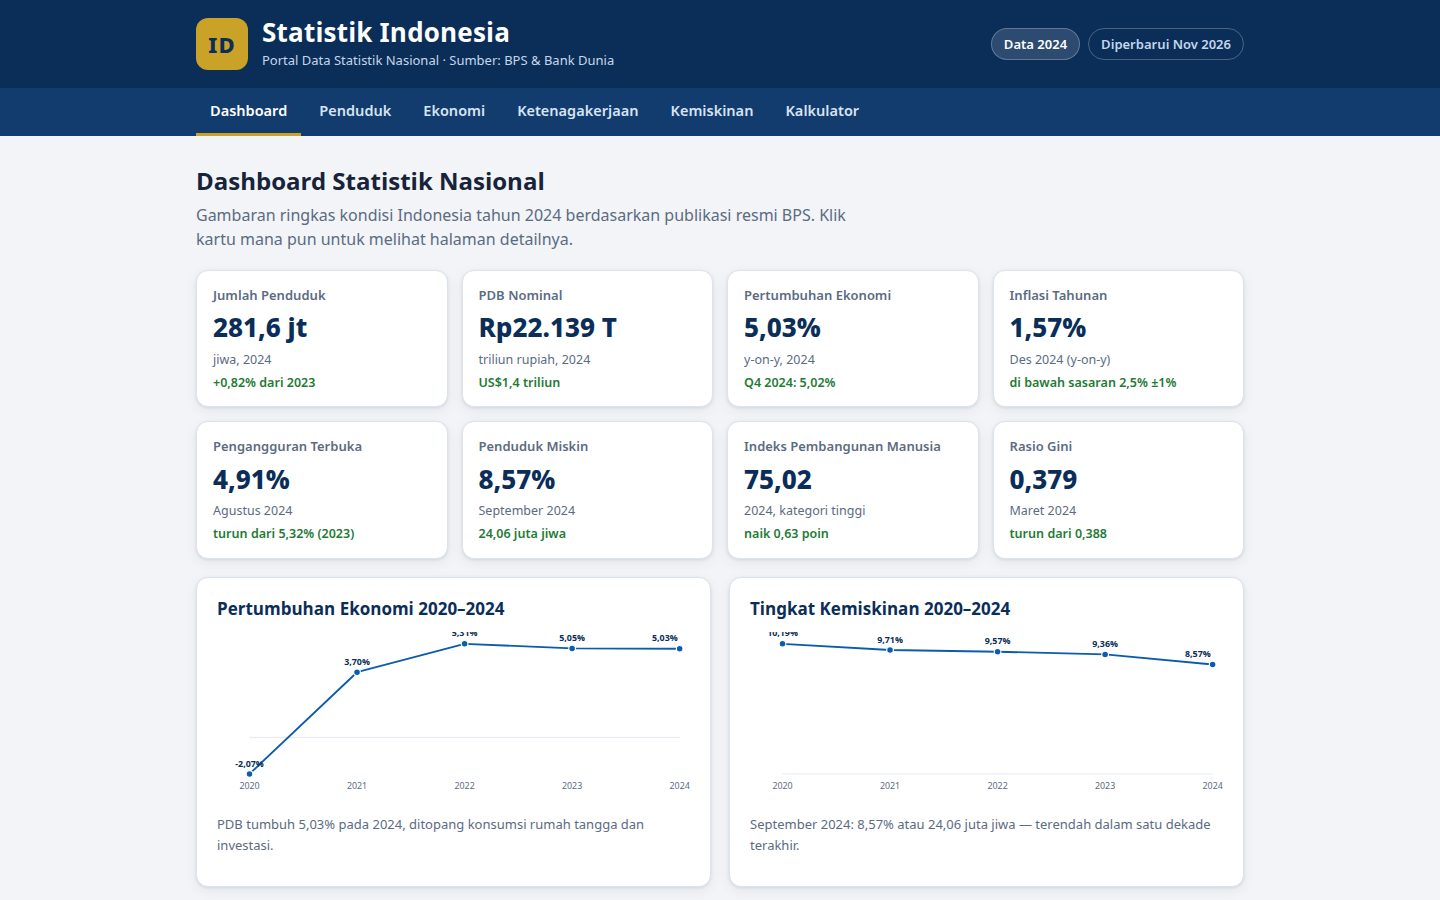 ID
Statistik Indonesia
Portal Data Statistik Nasional · Sumber: BPS & Bank Dunia
Data 2024
Diperbarui Nov 2026
Dashboard
Penduduk
Ekonomi
Ketenagakerjaan
Kemiskinan
Kalkulator
Dashboard Statistik Nasional
Gambaran ringkas kondisi Indonesia tahun 2024 berdasarkan publikasi resmi BPS. Klik
kartu mana pun untuk melihat halaman detailnya.
Jumlah Penduduk
281,6 jt
jiwa, 2024
+0,82% dari 2023
PDB Nominal
Rp22.139 T
triliun rupiah, 2024
US$1,4 triliun
Pertumbuhan Ekonomi
5,03%
y-on-y, 2024
Q4 2024: 5,02%
Inflasi Tahunan
1,57%
Des 2024 (y-on-y)
di bawah sasaran 2,5% ±1%
Pengangguran Terbuka
4,91%
Agustus 2024
turun dari 5,32% (2023)
Penduduk Miskin
8,57%
September 2024
24,06 juta jiwa
Indeks Pembangunan Manusia
75,02
2024, kategori tinggi
naik 0,63 poin
Rasio Gini
0,379
Maret 2024
turun dari 0,388
Pertumbuhan Ekonomi 2020–2024
-2,07%
3,70%
5,31%
5,05%
5,03%
2020
2021
2022
2023
2024
PDB tumbuh 5,03% pada 2024, ditopang konsumsi rumah tangga dan
investasi.
Tingkat Kemiskinan 2020–2024
10,19%
9,71%
9,57%
9,36%
8,57%
2020
2021
2022
2023
2024
September 2024: 8,57% atau 24,06 juta jiwa — terendah dalam satu dekade
terakhir.